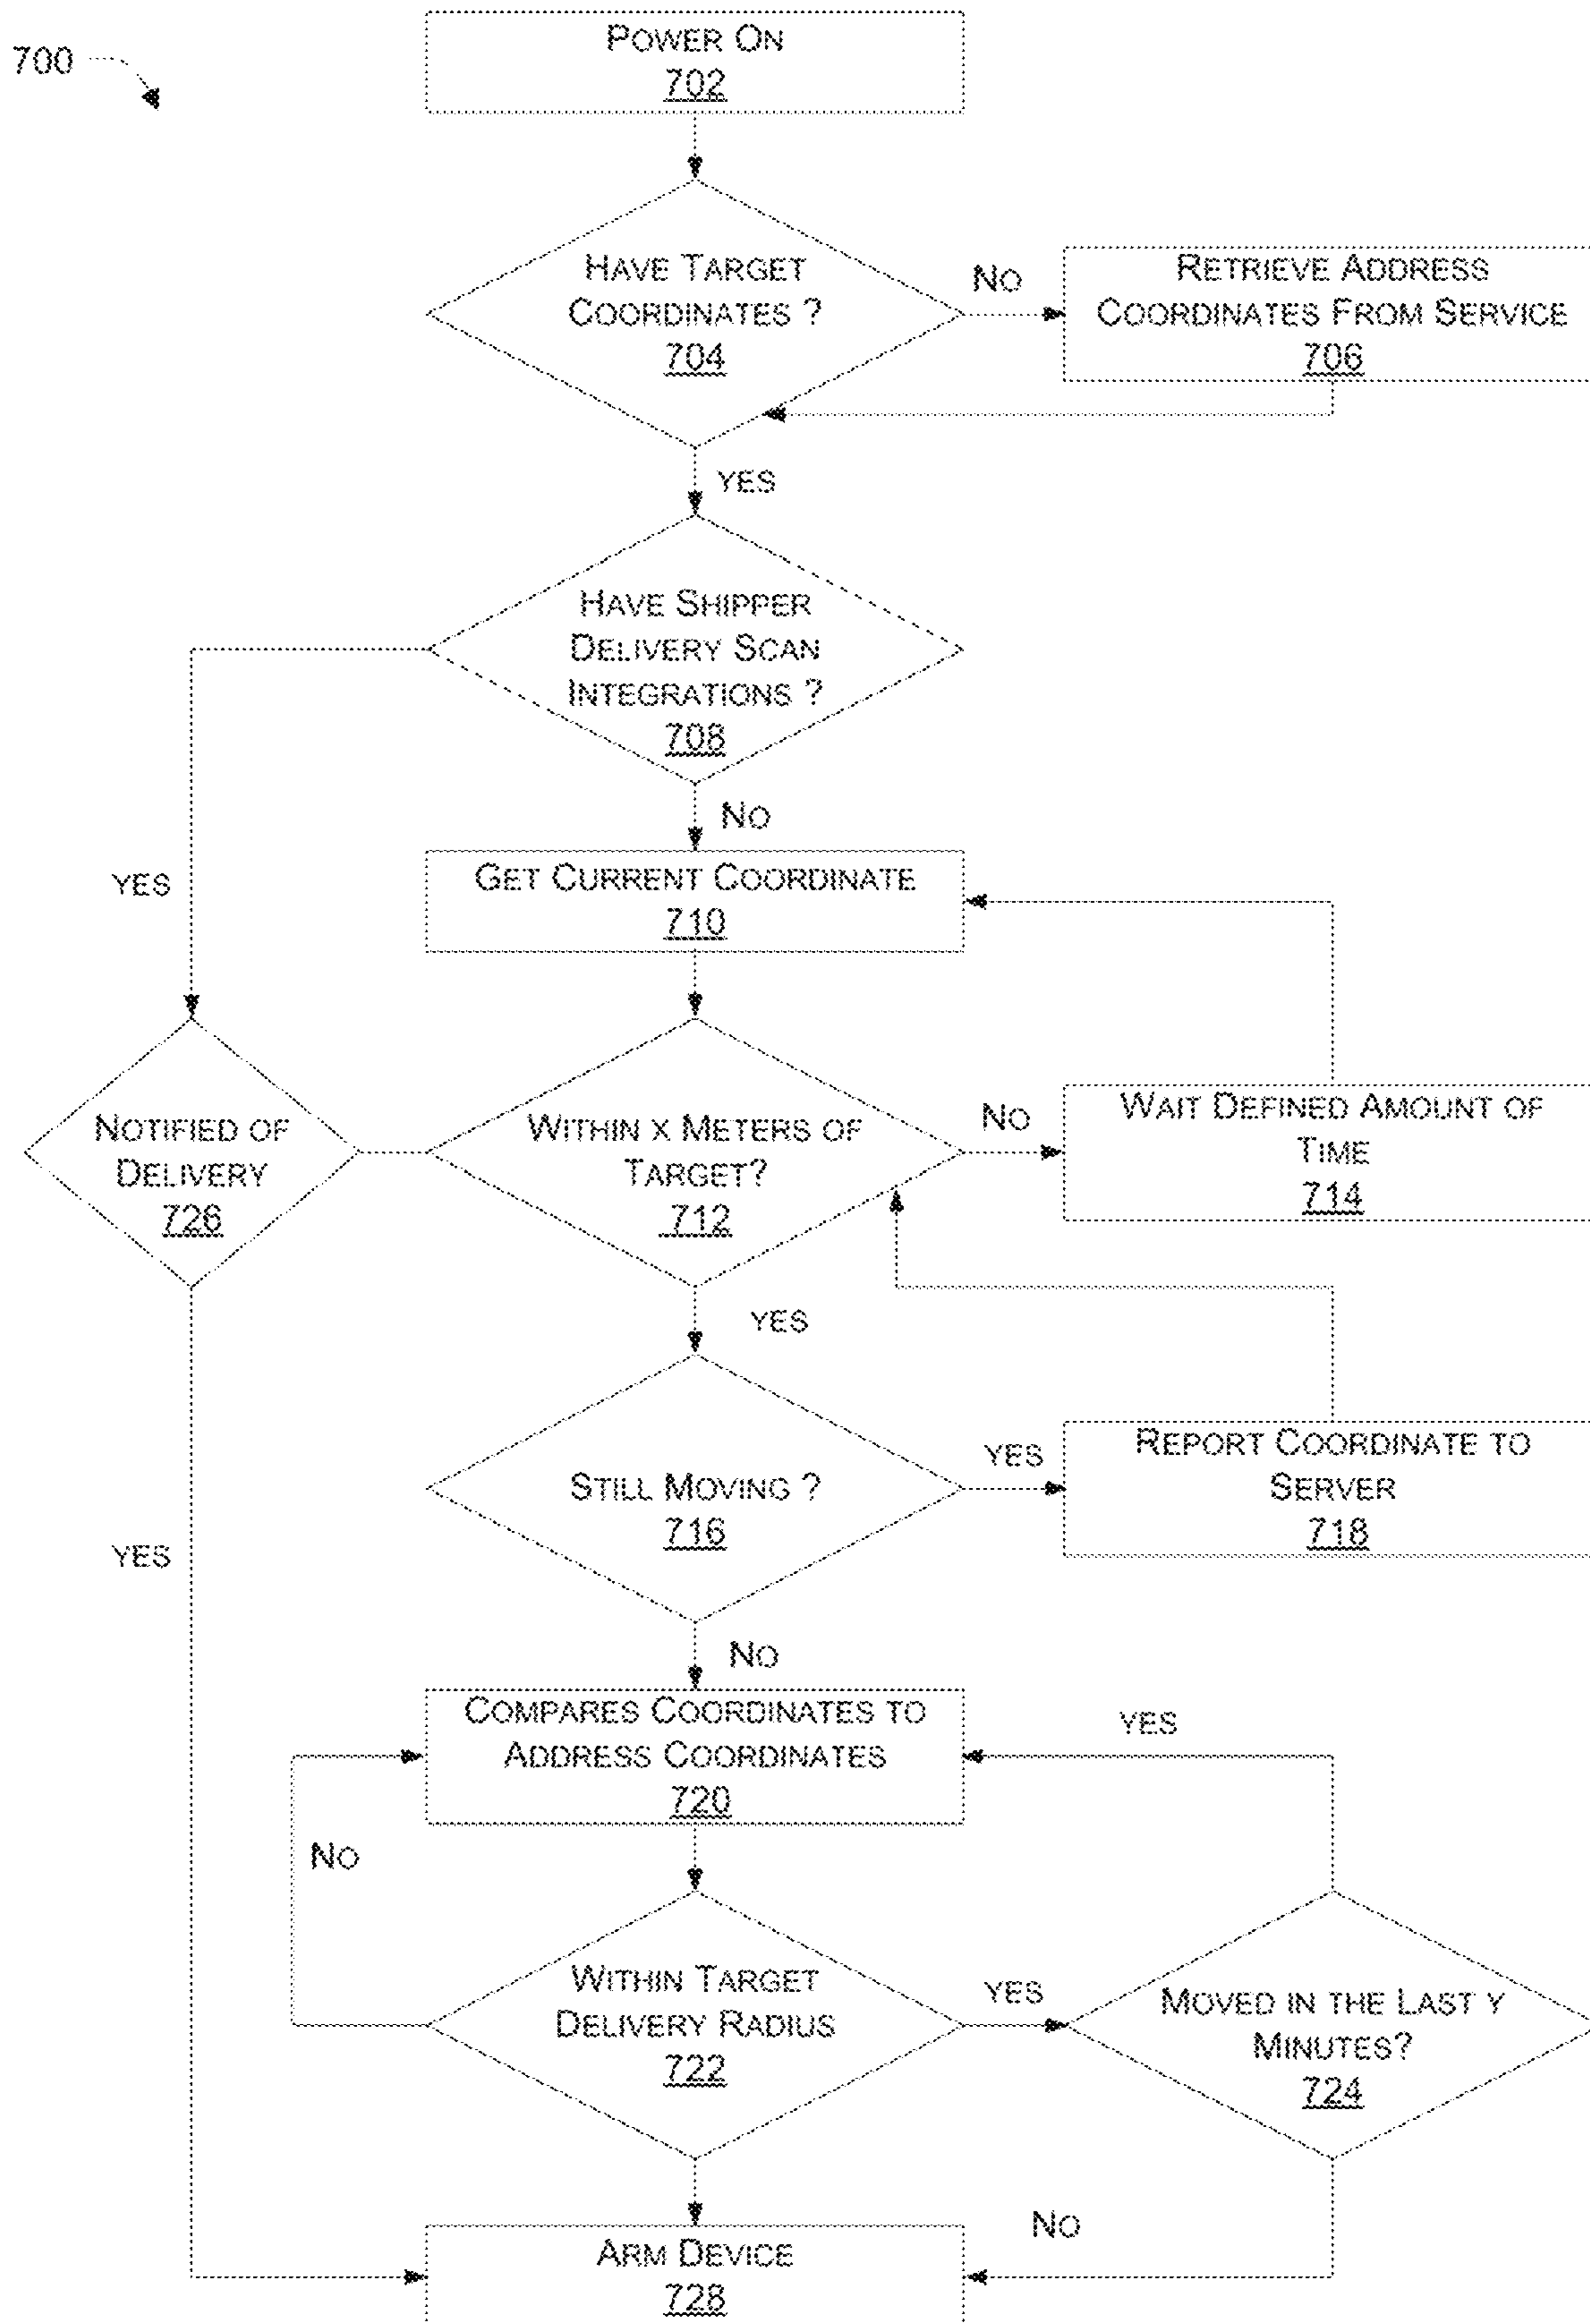 700
POWER ON
702
HAVE TARGET
COORDINATES ?
704
NO
RETRIEVE ADDRESS
COORDINATES FROM SERVICE
706
YES
HAVE SHIPPER
DELIVERY SCAN
INTEGRATIONS ?
708
NO
YES
GET CURRENT COORDINATE
710
NOTIFIED OF
DELIVERY
726
WITHIN X METERS OF
TARGET?
712
NO
WAIT DEFINED AMOUNT OF
TIME
714
YES
STILL MOVING ?
716
YES
REPORT COORDINATE TO
SERVER
718
YES
NO
COMPARES COORDINATES TO
ADDRESS COORDINATES
720
YES
NO
WITHIN TARGET
DELIVERY RADIUS
722
YES
MOVED IN THE LAST Y
MINUTES?
724
NO
ARM DEVICE
728